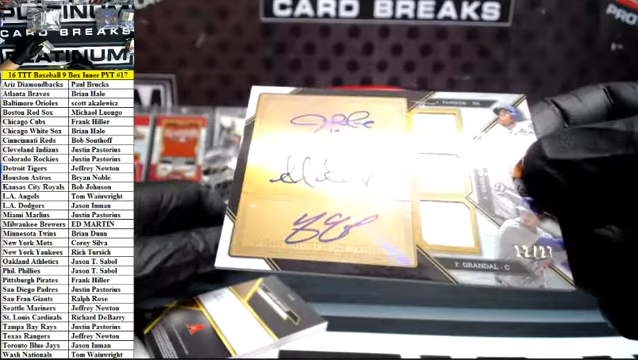 PLATINUM
CARD BREAKS
PLATINUM
16 TTT Baseball 9 Box Inner PYT #17
Ariz Diamondbacks Paul Brucks
Atlanta Braves Brian Hale
Baltimore Orioles scott akalewicz
Boston Red Sox Michael Luongo
Chicago Cubs Frank Hiller
Chicago White Sox Brian Hale
Cinncinnati Reds Bob Southoff
Cleveland Indians Justin Pastorius
Colorado Rockies Justin Pastorius
Detroit Tigers Jeffrey Newton
Houston Astros Bryan Noble
Kansas City Royals Bob Johnson
L.A. Angels Tom Wainwright
L.A. Dodgers Jason Inman
Miami Marlins Justin Pastorius
Milwaukee Brewers ED MARTIN
Minnesota Twins Brian Dunn
New York Mets Corey Silva
New York Yankees Rich Tursich
Oakland Athletics Jason T. Sabol
Phil. Phillies Jason T. Sabol
Pittsburgh Pirates Frank Hiller
San Diego Padres Justin Pastorius
San Fran Giants Ralph Rose
Seattle Mariners Jeffrey Newton
St. Louis Cardinals Richard DeBarry
Tampa Bay Rays Justin Pastorius
Texas Rangers Jeffrey Newton
Toronto Blue Jays Jason Inman
Wash Nationals Tom Wainwright
12/27
Y. GRANDAL - C